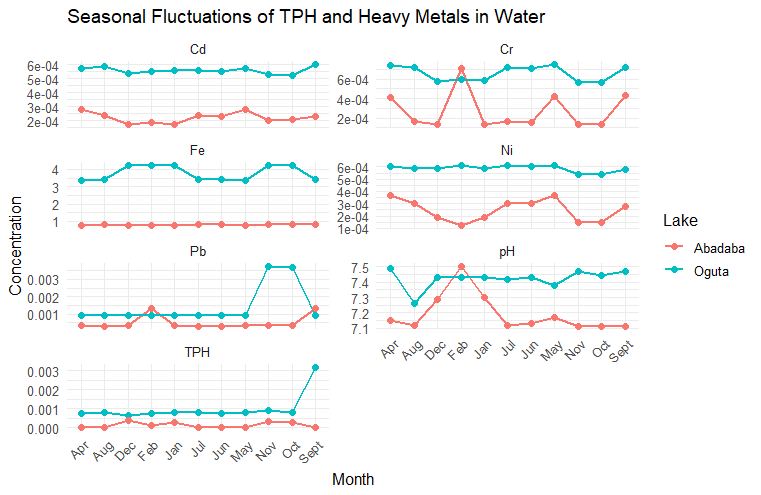 Seasonal Fluctuations of TPH and Heavy Metals in Water
Cd
6e-04
5e-04
4e-04
3e-04
2e-04
Cr
6e-04
4e-04
2e-04
Fe
4
3
2
1
Ni
6e-04
5e-04
4e-04
3e-04
2e-04
1e-04
Pb
0.003
0.002
0.001
pH
7.5
7.4
7.3
7.2
7.1
Apr Aug Dec Feb Jan Jul Jun May Nov Oct Sept
TPH
0.003
0.002
0.001
0.000
Apr Aug Dec Feb Jan Jul Jun May Nov Oct Sept
Month
Concentration
Lake
Abadaba
Oguta